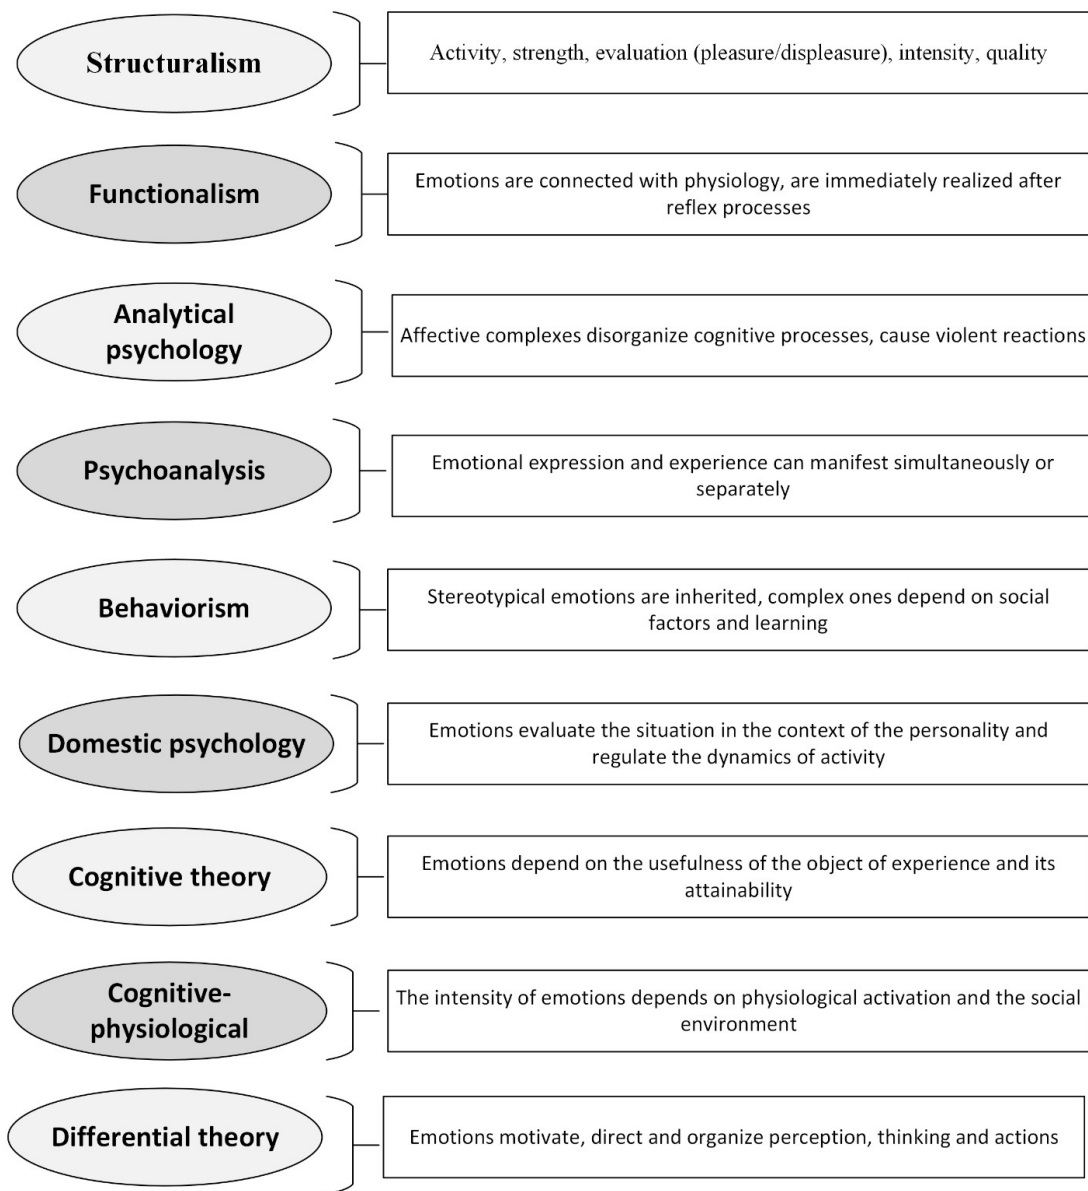 Structuralism
Activity, strength, evaluation (pleasure/displeasure), intensity, quality
Functionalism
Emotions are connected with physiology, are immediately realized after
reflex processes
Analytical
psychology
Affective complexes disorganize cognitive processes, cause violent reactions
Psychoanalysis
Emotional expression and experience can manifest simultaneously or
separately
Behaviorism
Stereotypical emotions are inherited, complex ones depend on social
factors and learning
Domestic psychology
Emotions evaluate the situation in the context of the personality and
regulate the dynamics of activity
Cognitive theory
Emotions depend on the usefulness of the object of experience and its
attainability
Cognitive-
physiological
The intensity of emotions depends on physiological activation and the social
environment
Differential theory
Emotions motivate, direct and organize perception, thinking and actions